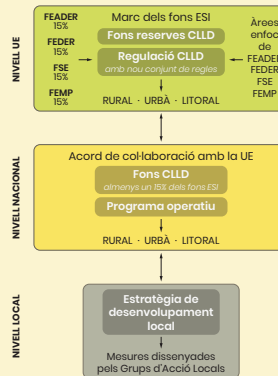 NIVELL UE
FEADER
15%
FEDER
15%
FSE
15%
FEMP
15%
Marc dels fons ESI
Fons reserves CLLD
Regulació CLLD
amb nou conjunt de regles
RURAL · URBÀ · LITORAL
Àrees
enfoc
de
FEADER
FEDER
FSE
FEMP
NIVELL NACIONAL
Acord de col·laboració amb la UE
Fons CLLD
almenys un 15% dels fons ESI
Programa operatiu
RURAL · URBÀ · LITORAL
NIVELL LOCAL
Estratègia de
desenvolupament
local
Mesures dissenyades
pels Grups d'Acció Locals